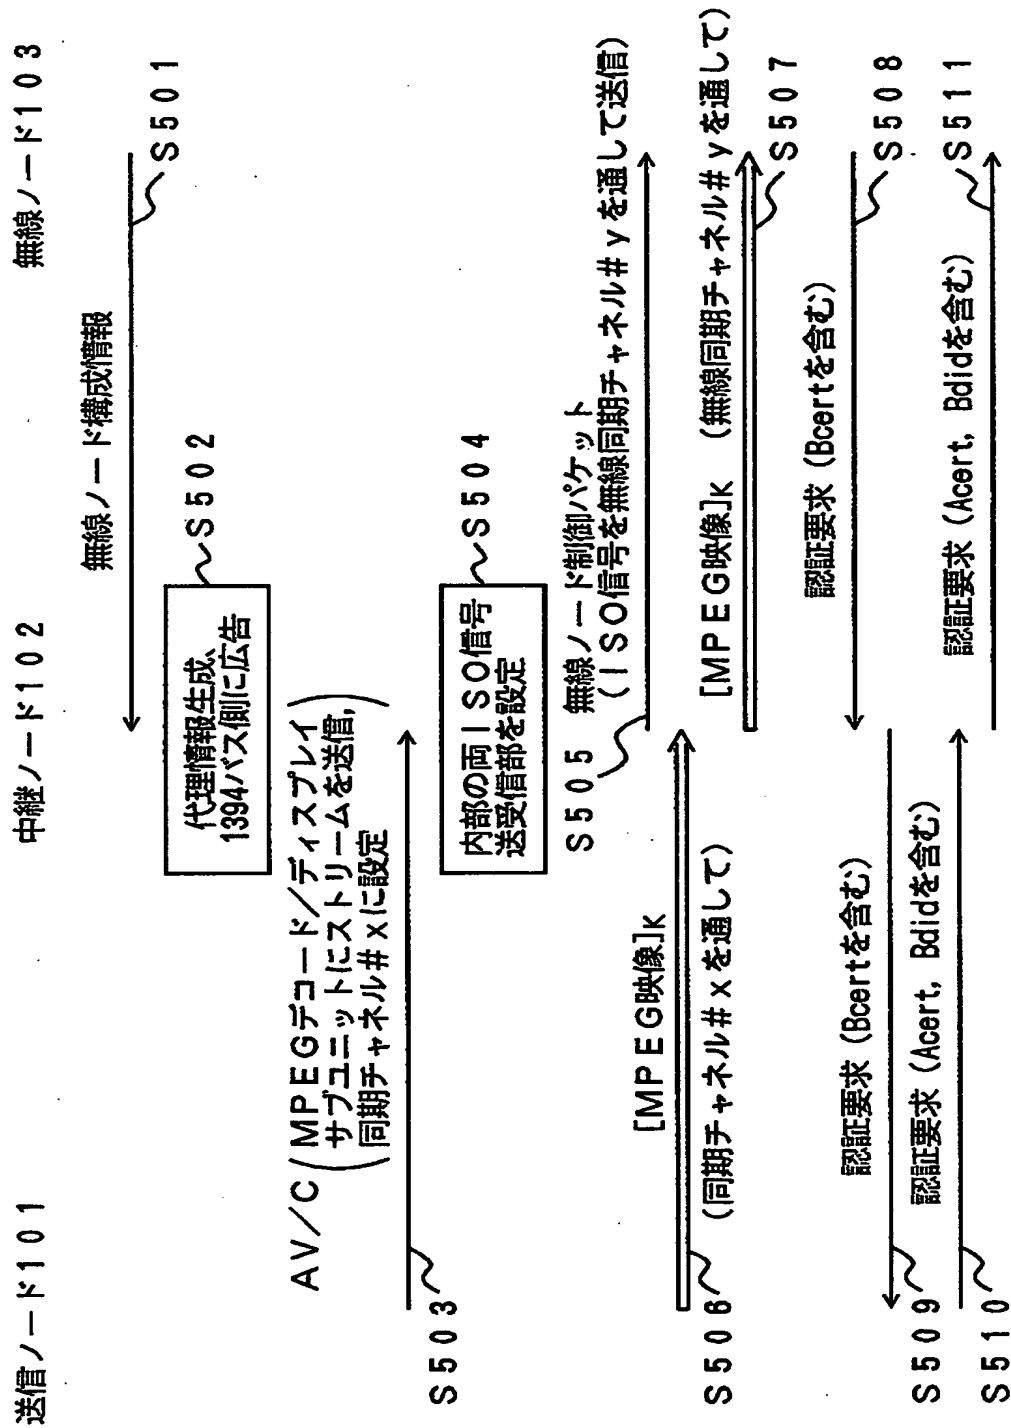 送信ノード101
中継ノード102
無線ノード103
無線ノード構成情報
S501
代理情報生成、
1394バス側に広告
S502
AV/C(MPEGデコード/ディスプレイ
サブユニットにストリームを送信,
同期チャネル#xに設定)
S503
内部の両ISO信号
送受信部を設定
S504
S505
無線ノード制御パケット
(ISO信号を無線同期チャネル#yを通して送信)
[MPEG映像]K
(同期チャネル#xを通して)
S506
[MPEG映像]K (無線同期チャネル#yを通して)
S507
認証要求(Bcertを含む)
S508
認証要求(Bcertを含む)
S509
認証要求(Acert, Bdidを含む)
S510
認証要求(Acert, Bdidを含む)
S511